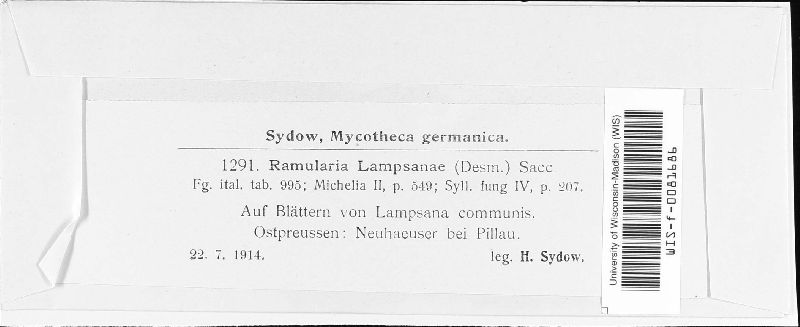 Sydow, Mycotheca germanica.
1291. Ramularia Lampsanae (Desm.) Sacc
Fg. ital. tab. 995; Michelia II, p. 549; Syll. fung IV, p. 207.
Auf Blättern von Lampsana communis.
Ostpreussen: Neuhaeuser bei Pillau.
22. 7. 1914. leg. H. Sydow.
University of Wisconsin-Madison (WIS)
WIS-f-0081686